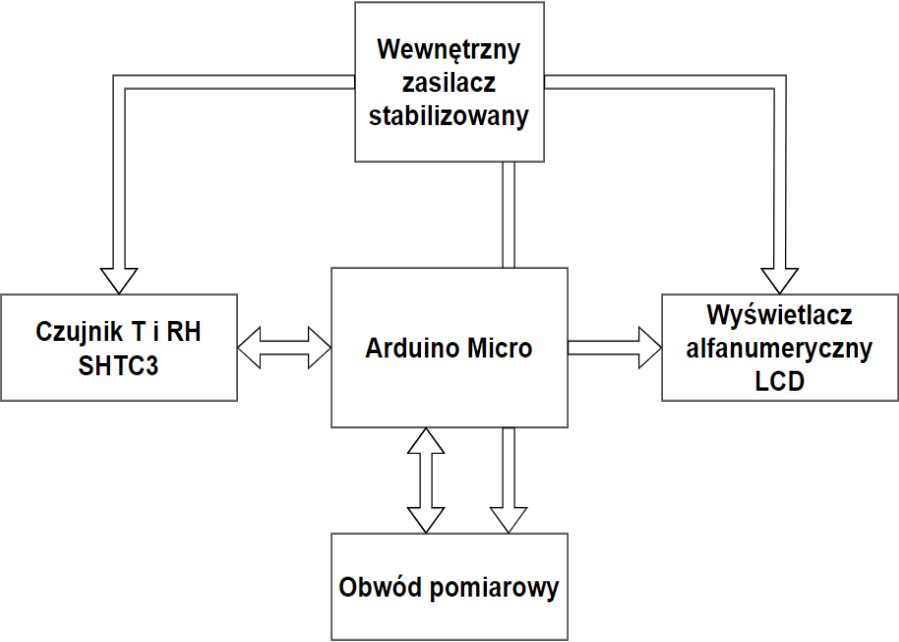 Wewnętrzny
zasilacz
stabilizowany
Czujnik T i RH
SHTC3
Arduino Micro
Wyświetlacz
alfanumeryczny
LCD
Obwód pomiarowy